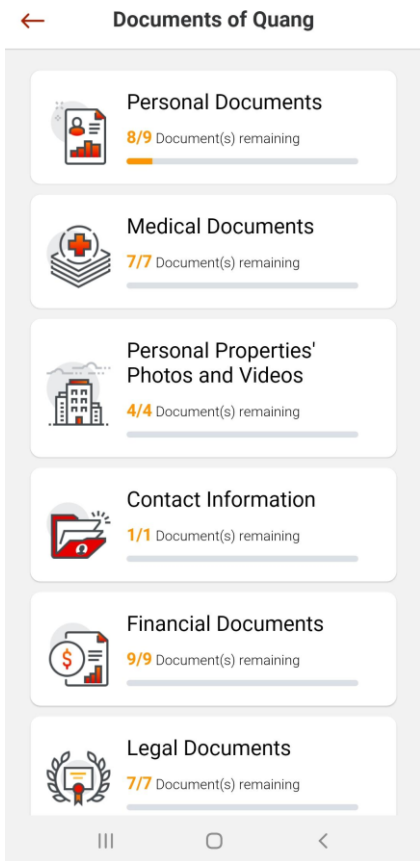 Documents of Quang
Personal Documents
8/9 Document(s) remaining
Medical Documents
7/7 Document(s) remaining
Personal Properties'
Photos and Videos
4/4 Document(s) remaining
Contact Information
1/1 Document(s) remaining
Financial Documents
9/9 Document(s) remaining
Legal Documents
7/7 Document(s) remaining